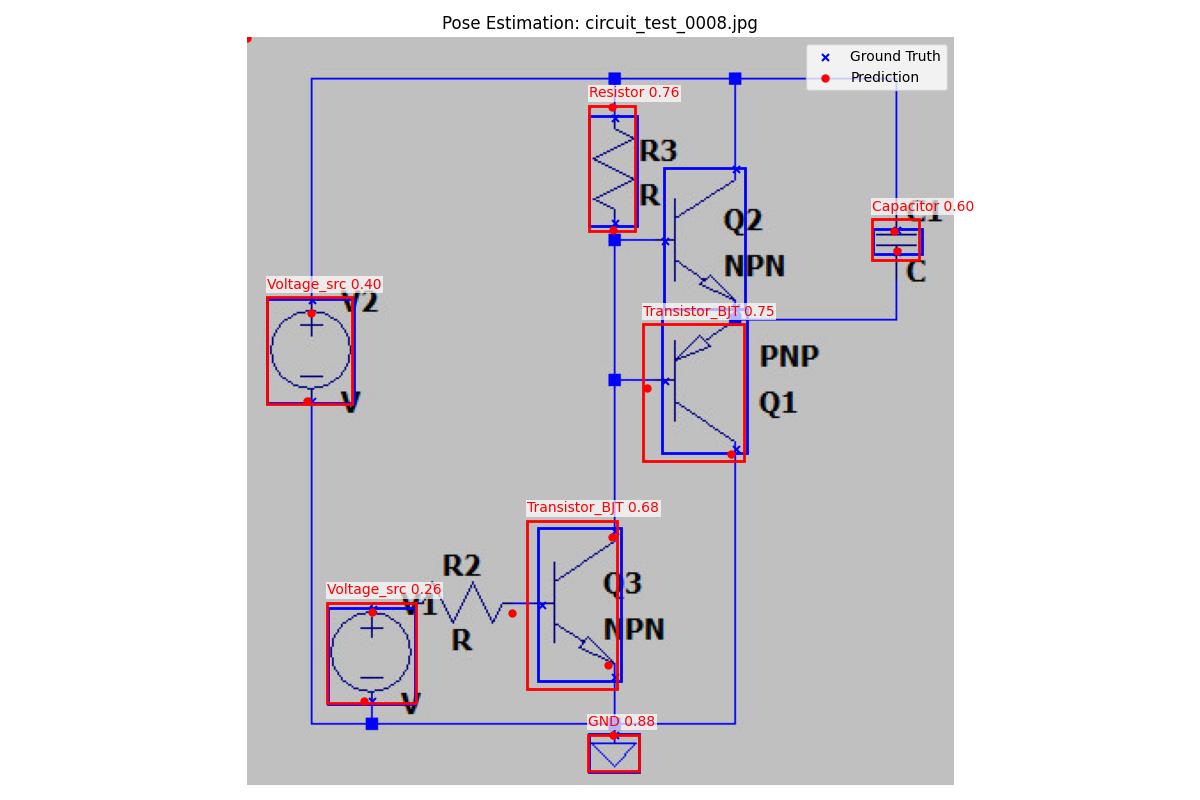 Pose Estimation: circuit_test_0008.jpg
Ground Truth
Prediction
Resistor 0.76
R3
R
Capacitor 0.60
C1
C
Q2
NPN
Voltage_src 0.40
V2
V
Transistor_BJT 0.75
PNP
Q1
Transistor_BJT 0.68
R2
R
Q3
NPN
Voltage_src 0.26
V1
V
GND 0.88